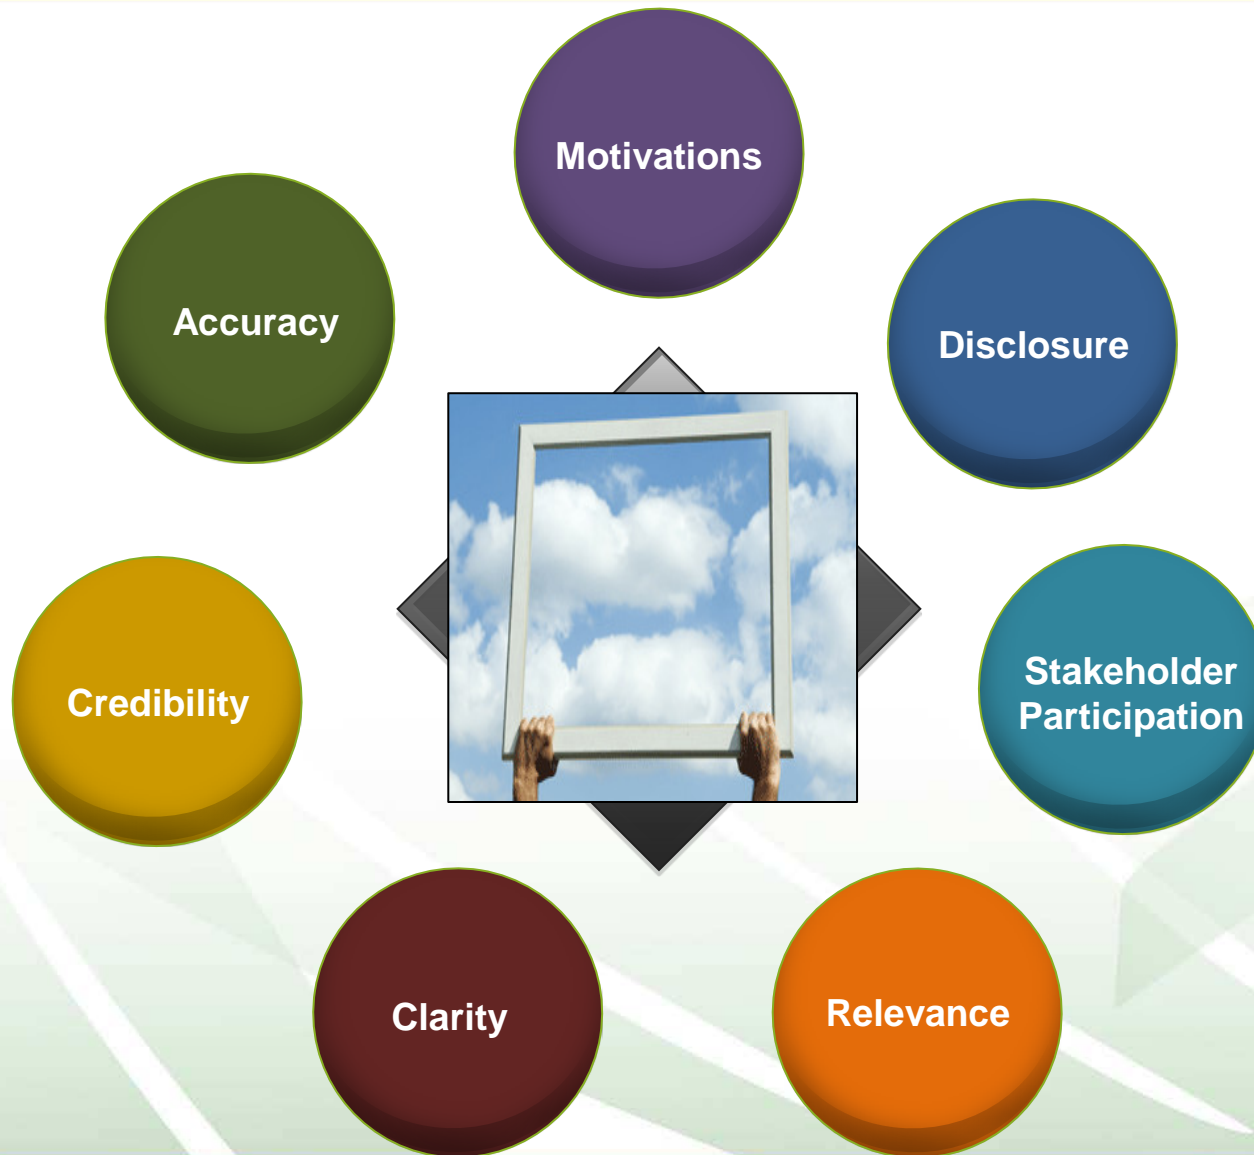 Motivations
Accuracy
Disclosure
Stakeholder
Participation
Credibility
Relevance
Clarity